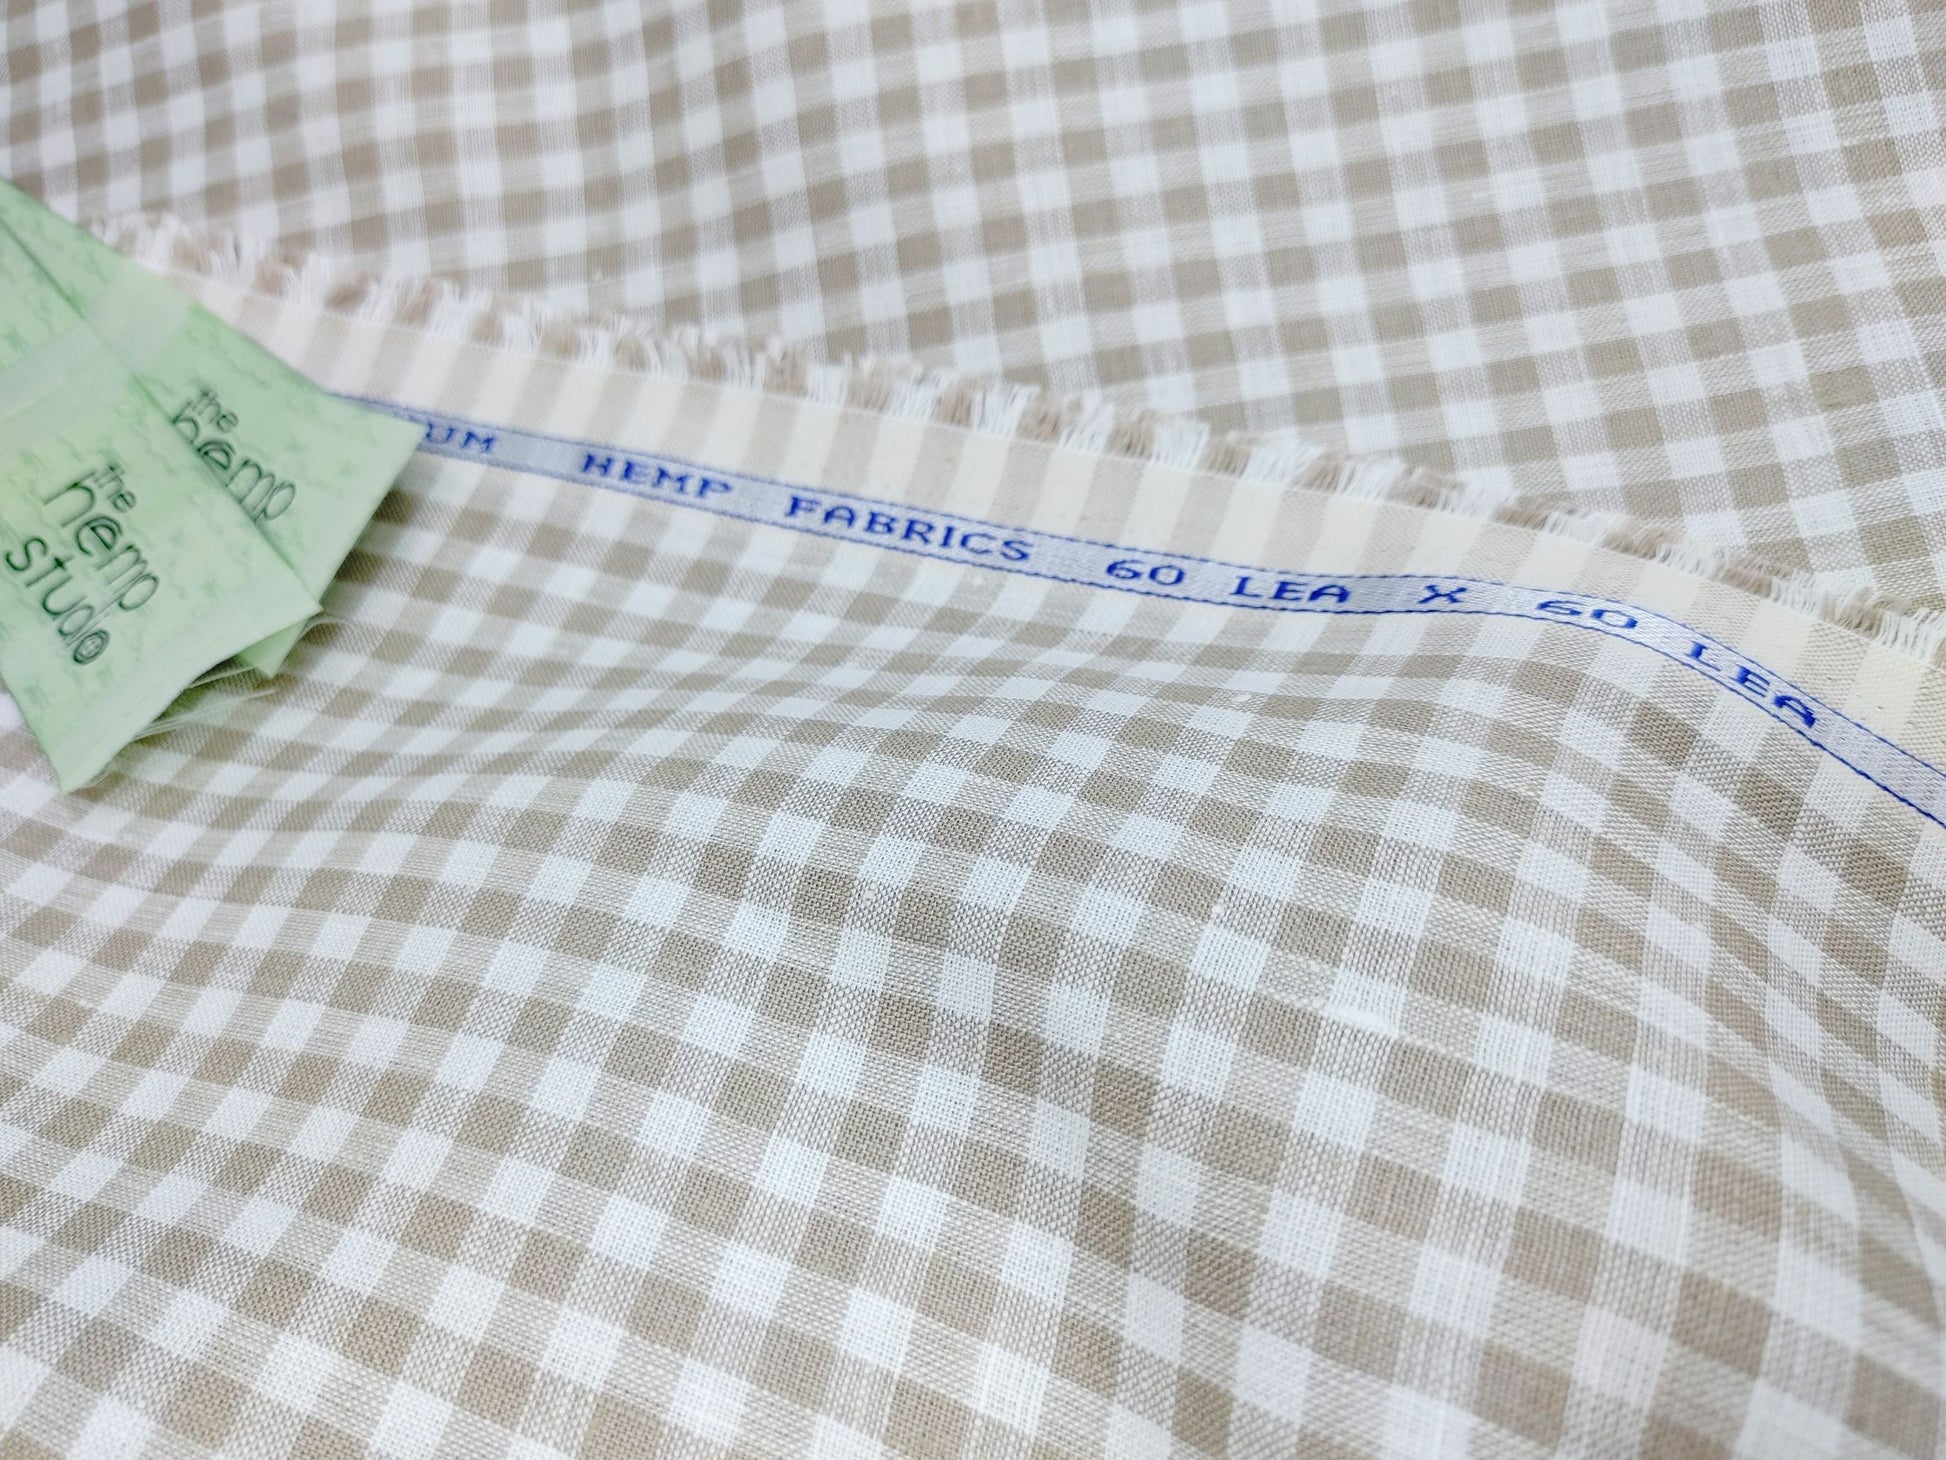 the
hemp
the
hemp
studio
UM HEMP FABRICS 60 LEA X 60 LEA